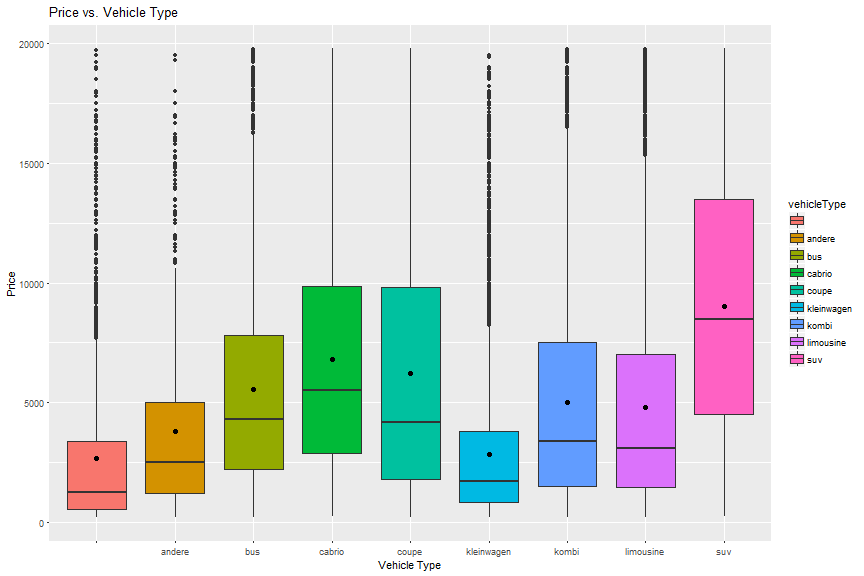 Price vs. Vehicle Type
20000
15000
10000
5000
0
Price
andere bus cabrio coupe kleinwagen kombi limousine suv
Vehicle Type
vehicleType
andere
bus
cabrio
coupe
kleinwagen
kombi
limousine
suv